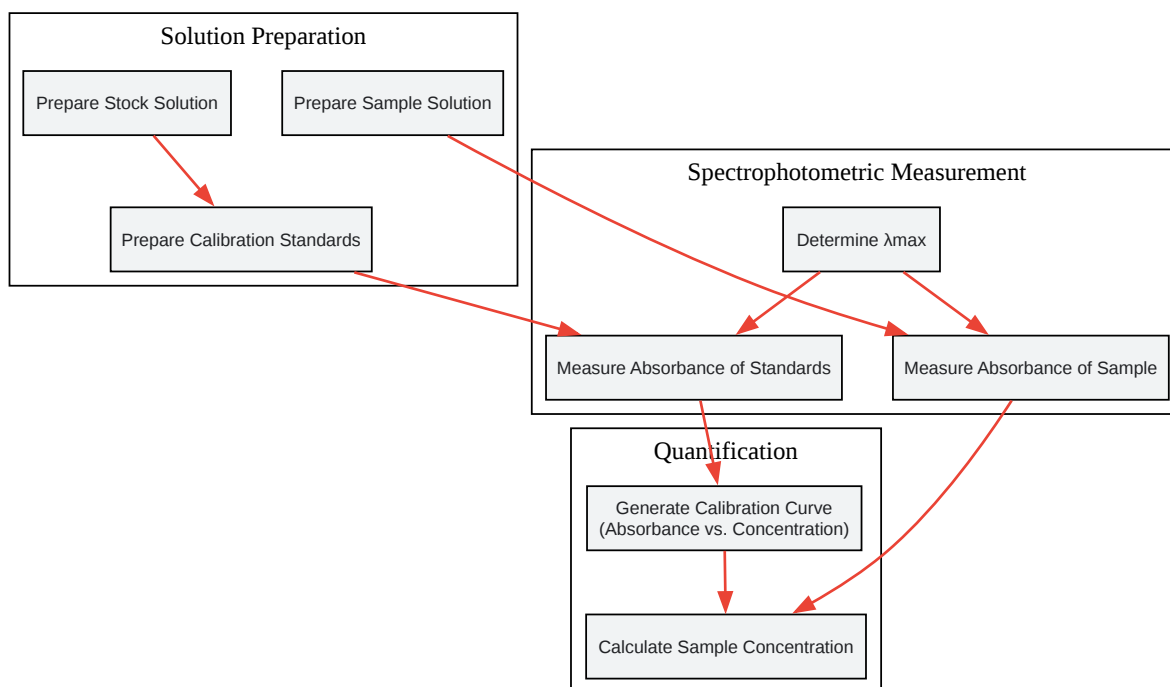 Solution Preparation
Prepare Stock Solution
Prepare Sample Solution
Prepare Calibration Standards
Spectrophotometric Measurement
Determine λmax
Measure Absorbance of Standards
Measure Absorbance of Sample
Quantification
Generate Calibration Curve
(Absorbance vs. Concentration)
Calculate Sample Concentration